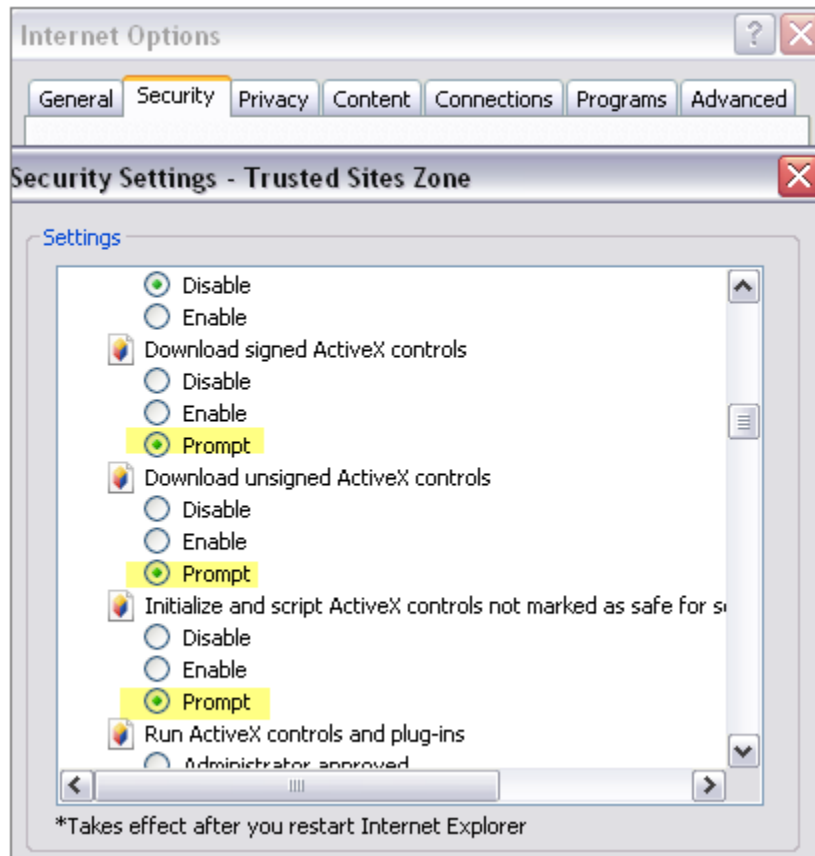 Internet Options
General Security Privacy Content Connections Programs Advanced
Security Settings - Trusted Sites Zone
Settings
Disable
Enable
Download signed ActiveX controls
Disable
Enable
Prompt
Download unsigned ActiveX controls
Disable
Enable
Prompt
Initialize and script ActiveX controls not marked as safe for
Disable
Enable
Prompt
Run ActiveX controls and plug-ins
Administrator approved
*Takes effect after you restart Internet Explorer